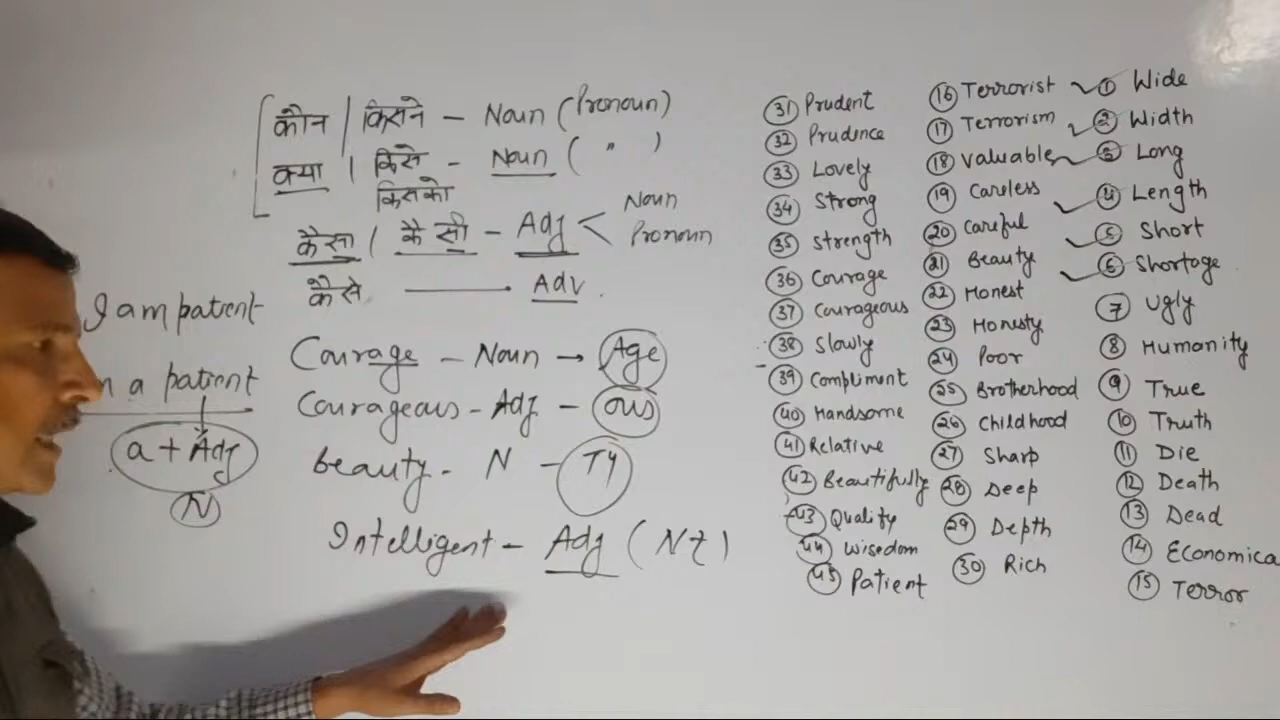 कौन | किसने - Noun (Pronoun)
क्या | किसे - Noun ( " )
किसको
कैसा | कैसी - Adj < Noun
Pronoun
कैसे — Adv.
I am patient
a patient
a + Adj
N
Courage - Noun → Age
Courageous - Adj - ous
beauty - N - Ty
Intelligent - Adj (Nt)
31 Prudent
32 Prudence
33 Lovely
34 Strong
35 Strength
36 Courage
37 Courageous
38 Slowly
39 Compliment
40 Handsome
41 Relative
42 Beautifully
43 Quality
44 Wisedom
45 Patient
16 Terrorist
17 Terrorism
18 Valuable
19 Careless
20 Careful
21 Beauty
22 Honest
23 Honesty
24 Poor
25 Brotherhood
26 Childhood
27 Sharp
28 Deep
29 Depth
30 Rich
1 Wide
2 Width
3 Long
4 Length
5 Short
6 Shortage
7 Ugly
8 Humanity
9 True
10 Truth
11 Die
12 Death
13 Dead
14 Economica
15 Terror